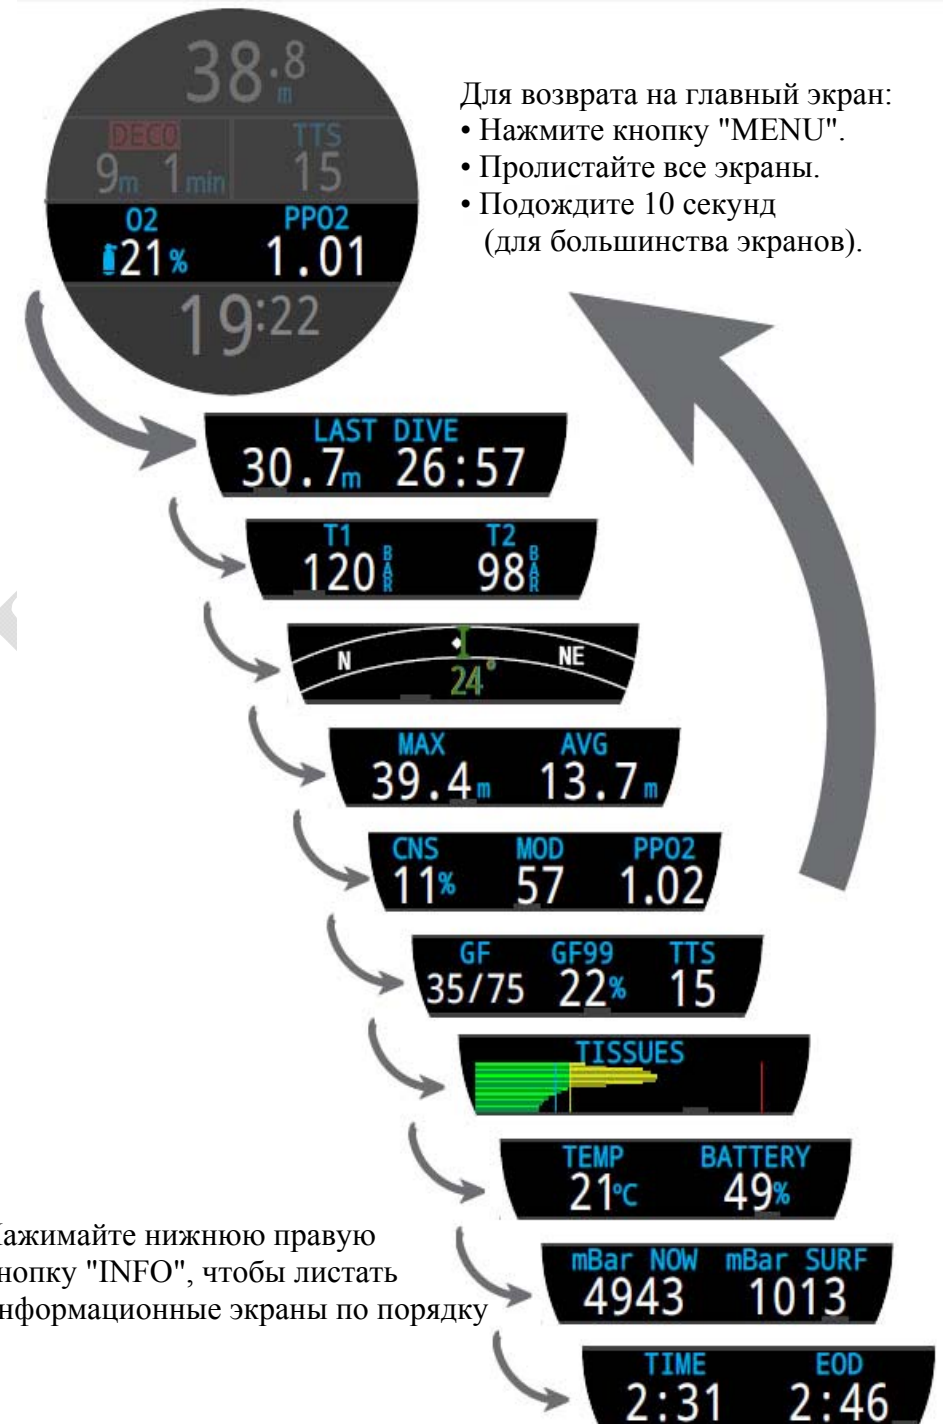 38.8
m
Для возврата на главный экран:
• Нажмите кнопку "MENU".
• Пролистайте все экраны.
• Подождите 10 секунд
(для большинства экранов).
DECO TTS
9m 1min 15
O2 PPO2
21% 1.01
19:22
LAST DIVE
30.7m 26:57
T1 T2
120 BAR 98 BAR
N NE
24°
MAX AVG
39.4m 13.7m
CNS MOD PPO2
11% 57 1.02
GF GF99 TTS
35/75 22% 15
TISSUES
TEMP BATTERY
21°C 49%
ажимайте нижнюю правую
нопку "INFO", чтобы листать
нформационные экраны по порядку
mBar NOW mBar SURF
4943 1013
TIME EOD
2:31 2:46